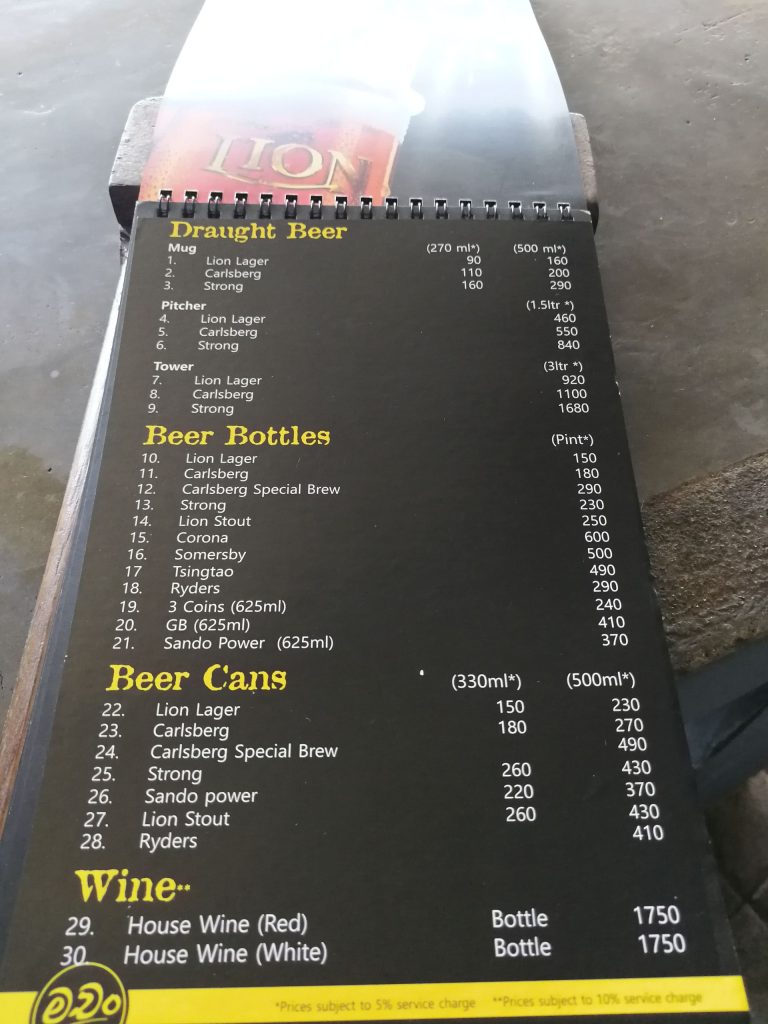 LION
Draught Beer
Mug (270 ml*) (500 ml*)
1. Lion Lager 90 160
2. Carlsberg 110 200
3. Strong 160 290
Pitcher (1.5ltr *)
4. Lion Lager 460
5. Carlsberg 550
6. Strong 840
Tower (3ltr *)
7. Lion Lager 920
8. Carlsberg 1100
9. Strong 1680
Beer Bottles (Pint*)
10. Lion Lager 150
11. Carlsberg 180
12. Carlsberg Special Brew 290
13. Strong 230
14. Lion Stout 250
15. Corona 600
16. Somersby 500
17 Tsingtao 490
18. Ryders 290
19. 3 Coins (625ml) 240
20. GB (625ml) 410
21. Sando Power (625ml) 370
Beer Cans (330ml*) (500ml*)
22. Lion Lager 150 230
23. Carlsberg 180 270
24. Carlsberg Special Brew 490
25. Strong 260 430
26. Sando power 220 370
27. Lion Stout 260 430
28. Ryders 410
Wine**
29. House Wine (Red) Bottle 1750
30. House Wine (White) Bottle 1750
මචං
*Prices subject to 5% service charge **Prices subject to 10% service charge